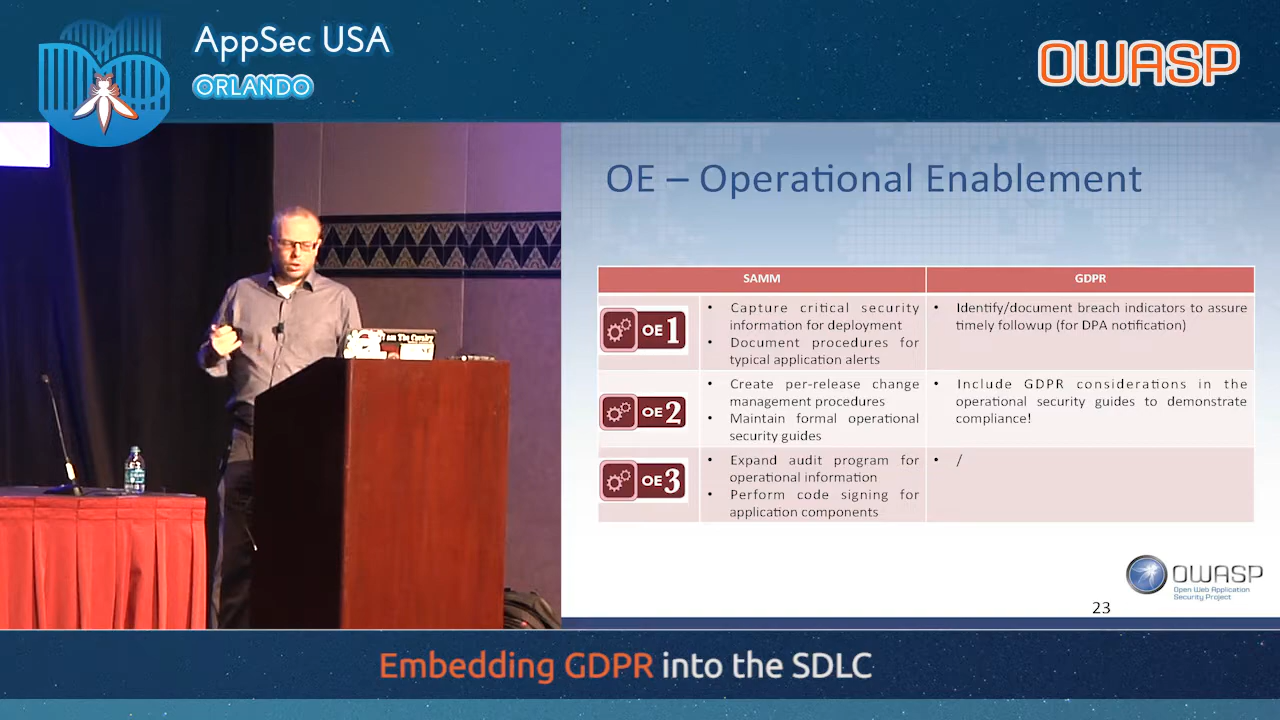 AppSec USA
ORLANDO
OWASP
OE – Operational Enablement
SAMM
GDPR
OE 1
• Capture critical security
information for deployment
• Document procedures for
typical application alerts
• Identify/document breach indicators to assure
timely followup (for DPA notification)
OE 2
• Create per-release change
management procedures
• Maintain formal operational
security guides
• Include GDPR considerations in the
operational security guides to demonstrate
compliance!
OE 3
• Expand audit program for
operational information
• Perform code signing for
application components
• /
OWASP
Open Web Application
Security Project
23
Embedding GDPR into the SDLC